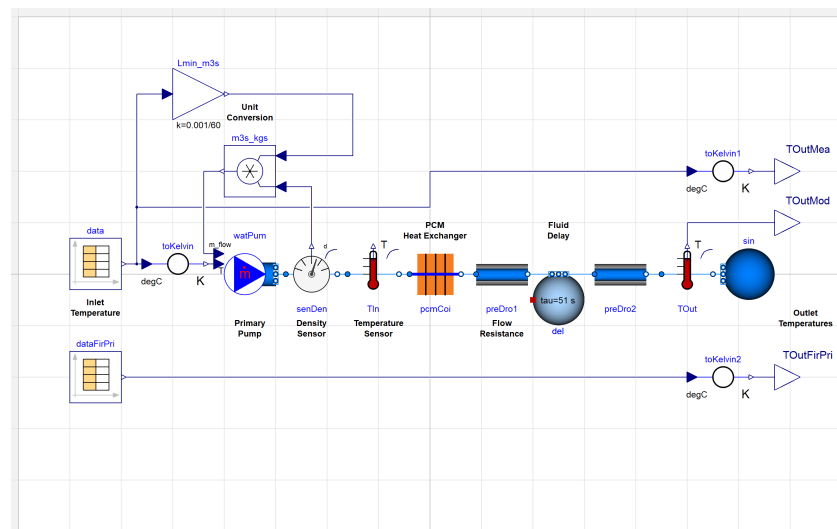 Lmin_m3s
k=0.001/60
Unit
Conversion
m3s_kgs
toKelvin1
TOutMea
degC
K
TOutMod
data
toKelvin
m_flow
watPum
d
T
PCM
Heat Exchanger
Fluid
Delay
T
sin
degC
K
T
ṁ
tau=51 s
Inlet
Temperature
senDen
TIn
pcmCoi
preDro1
del
preDro2
TOut
Outlet
Temperatures
Primary
Pump
Density
Sensor
Temperature
Sensor
Flow
Resistance
dataFirPri
toKelvin2
TOutFirPri
degC
K